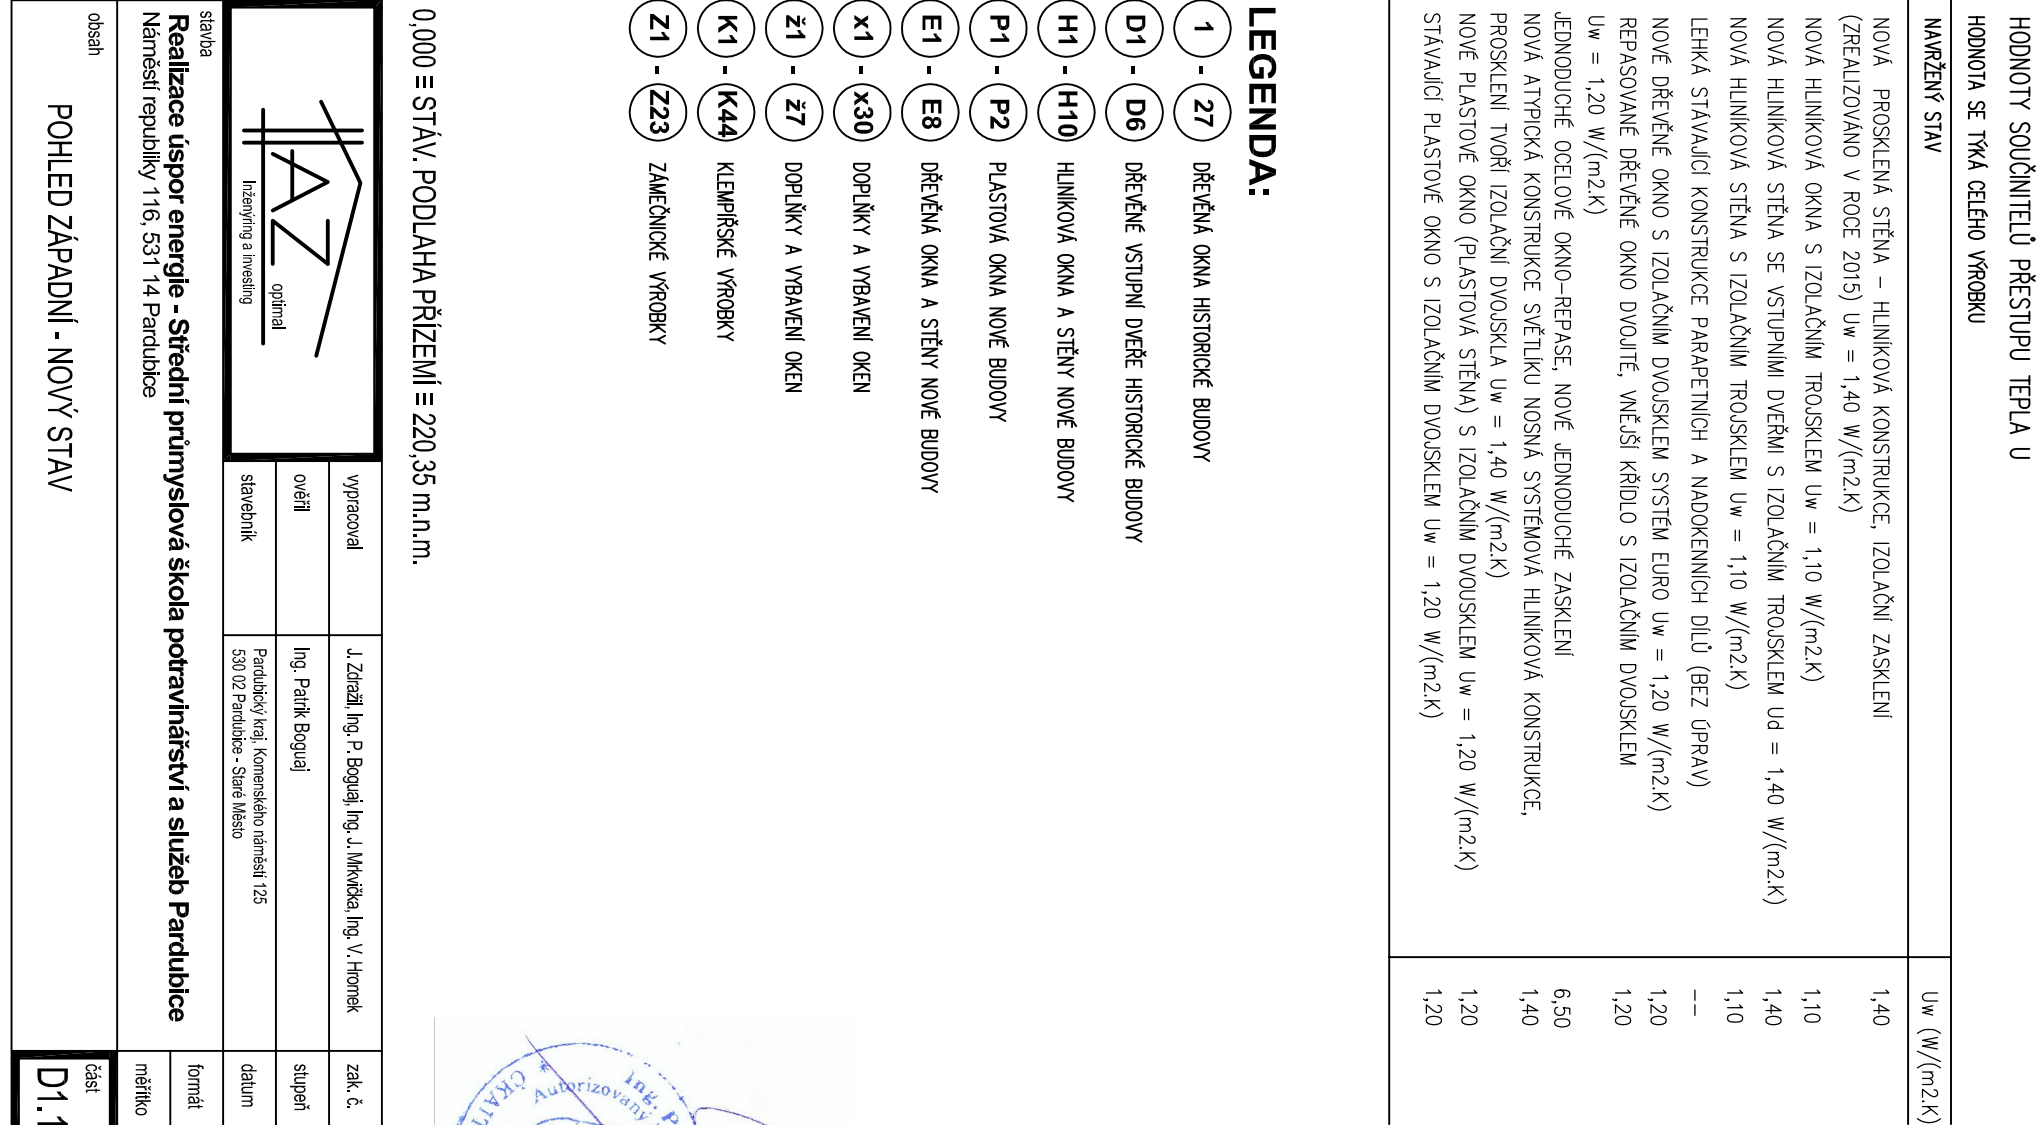 HODNOTY SOUČINITELŮ PŘESTUPU TEPLA U
HODNOTA SE TÝKÁ CELÉHO VÝROBKU
NAVRŽENÝ STAV Uw (W/(m2.K)
NOVÁ PROSKLENÁ STĚNA – HLINÍKOVÁ KONSTRUKCE, IZOLAČNÍ ZASKLENÍ 1,40
(ZREALIZOVÁNO V ROCE 2015) Uw = 1,40 W/(m2.K)
NOVÁ HLINÍKOVÁ OKNA S IZOLAČNÍM TROJSKLEM Uw = 1,10 W/(m2.K) 1,10
NOVÁ HLINÍKOVÁ STĚNA SE VSTUPNÍMI DVEŘMI S IZOLAČNÍM TROJSKLEM Ud = 1,40 W/(m2.K) 1,40
NOVÁ HLINÍKOVÁ STĚNA S IZOLAČNÍM TROJSKLEM Uw = 1,10 W/(m2.K) 1,10
LEHKÁ STÁVAJÍCÍ KONSTRUKCE PARAPETNÍCH A NADOKENNÍCH DÍLŮ (BEZ ÚPRAV) --
NOVÉ DŘEVĚNÉ OKNO S IZOLAČNÍM DVOJSKLEM SYSTÉM EURO Uw = 1,20 W/(m2.K) 1,20
REPASOVANÉ DŘEVĚNÉ OKNO DVOJITÉ, VNĚJŠÍ KŘÍDLO S IZOLAČNÍM DVOJSKLEM 1,20
Uw = 1,20 W/(m2.K)
JEDNODUCHÉ OCELOVÉ OKNO–REPASE, NOVÉ JEDNODUCHÉ ZASKLENÍ 6,50
NOVÁ ATYPICKÁ KONSTRUKCE SVĚTLÍKU NOSNÁ SYSTÉMOVÁ HLINÍKOVÁ KONSTRUKCE, 1,40
PROSKLENÍ TVOŘÍ IZOLAČNÍ DVOJSKLA Uw = 1,40 W/(m2.K)
NOVÉ PLASTOVÉ OKNO (PLASTOVÁ STĚNA) S IZOLAČNÍM DVOUSKLEM Uw = 1,20 W/(m2.K) 1,20
STÁVAJÍCÍ PLASTOVÉ OKNO S IZOLAČNÍM DVOJSKLEM Uw = 1,20 W/(m2.K) 1,20
LEGENDA:
1 - 27 DŘEVĚNÁ OKNA HISTORICKÉ BUDOVY
D1 - D6 DŘEVĚNÉ VSTUPNÍ DVEŘE HISTORICKÉ BUDOVY
H1 - H10 HLINÍKOVÁ OKNA A STĚNY NOVÉ BUDOVY
P1 - P2 PLASTOVÁ OKNA NOVÉ BUDOVY
E1 - E8 DŘEVĚNÁ OKNA A STĚNY NOVÉ BUDOVY
x1 - x30 DOPLŇKY A VYBAVENÍ OKEN
ž1 - ž7 DOPLŇKY A VYBAVENÍ OKEN
K1 - K44 KLEMPÍŘSKÉ VÝROBKY
Z1 - Z23 ZÁMEČNICKÉ VÝROBKY
0,000 = STÁV. PODLAHA PŘÍZEMÍ = 220,35 m.n.m.
AZ
optimal
Inženýring a investing
vypracoval J. Zdražil, Ing. P. Boguaj, Ing. J. Mrkvička, Ing. V. Hromek zak. č.
ověřil Ing. Patrik Boguaj stupeň
stavebník Pardubický kraj, Komenského náměstí 125
530 02 Pardubice - Staré Město
datum
stavba
Realizace úspor energie - Střední průmyslová škola potravinářství a služeb Pardubice
Náměstí republiky 116, 531 14 Pardubice
formát
měřítko
obsah
POHLED ZÁPADNÍ - NOVÝ STAV
část
D1.1
Ing. P
Autorizovaný
* ČKAIT